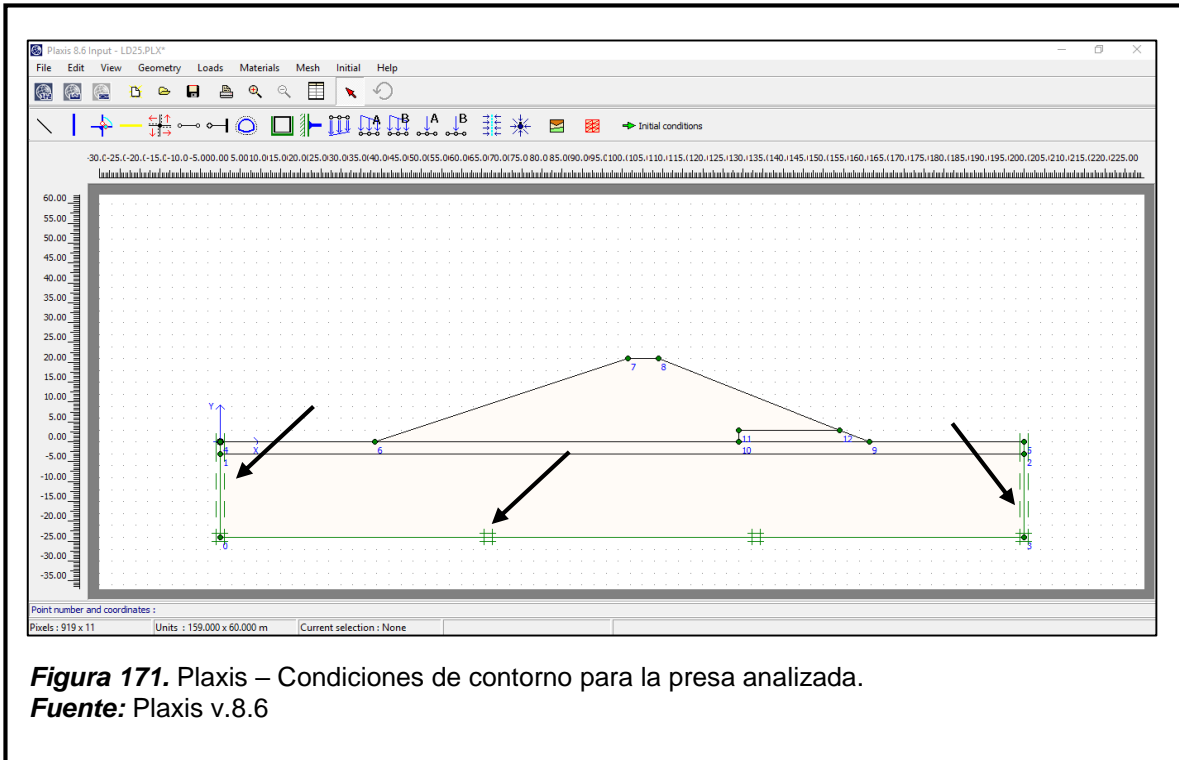 Plaxis 8.6 Input - LD25.PLX*
File Edit View Geometry Loads Materials Mesh Initial Help
A B A B Initial conditions
60.00
55.00
50.00
45.00
40.00
35.00
30.00
25.00
20.00
15.00
10.00
5.00
0.00
-5.00
-10.00
-15.00
-20.00
-25.00
-30.00
-35.00
7 8
Y
4 X 6 11 10 12 9 5
1 2
0 3
Point number and coordinates :
Pixels : 919 x 11 Units : 159.000 x 60.000 m Current selection : None
Figura 171. Plaxis – Condiciones de contorno para la presa analizada.
Fuente: Plaxis v.8.6